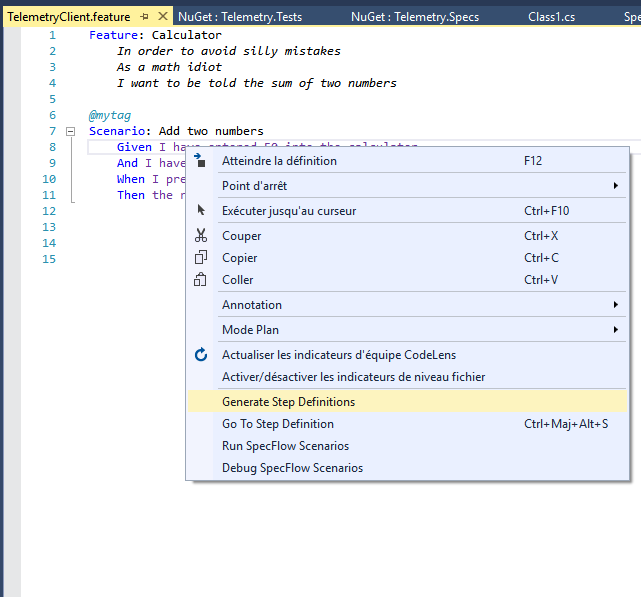 TelemetryClient.feature NuGet : Telemetry.Tests NuGet : Telemetry.Specs Class1.cs Spe
1 Feature: Calculator
2 In order to avoid silly mistakes
3 As a math idiot
4 I want to be told the sum of two numbers
5
6 @mytag
7 Scenario: Add two numbers
8 Given I have entered 50 into the calculator
9 And I have
10 When I pre
11 Then the
12
13
14
15
Atteindre la définition F12
Point d'arrêt
Exécuter jusqu'au curseur Ctrl+F10
Couper Ctrl+X
Copier Ctrl+C
Coller Ctrl+V
Annotation
Mode Plan
Actualiser les indicateurs d'équipe CodeLens
Activer/désactiver les indicateurs de niveau fichier
Generate Step Definitions
Go To Step Definition Ctrl+Maj+Alt+S
Run SpecFlow Scenarios
Debug SpecFlow Scenarios